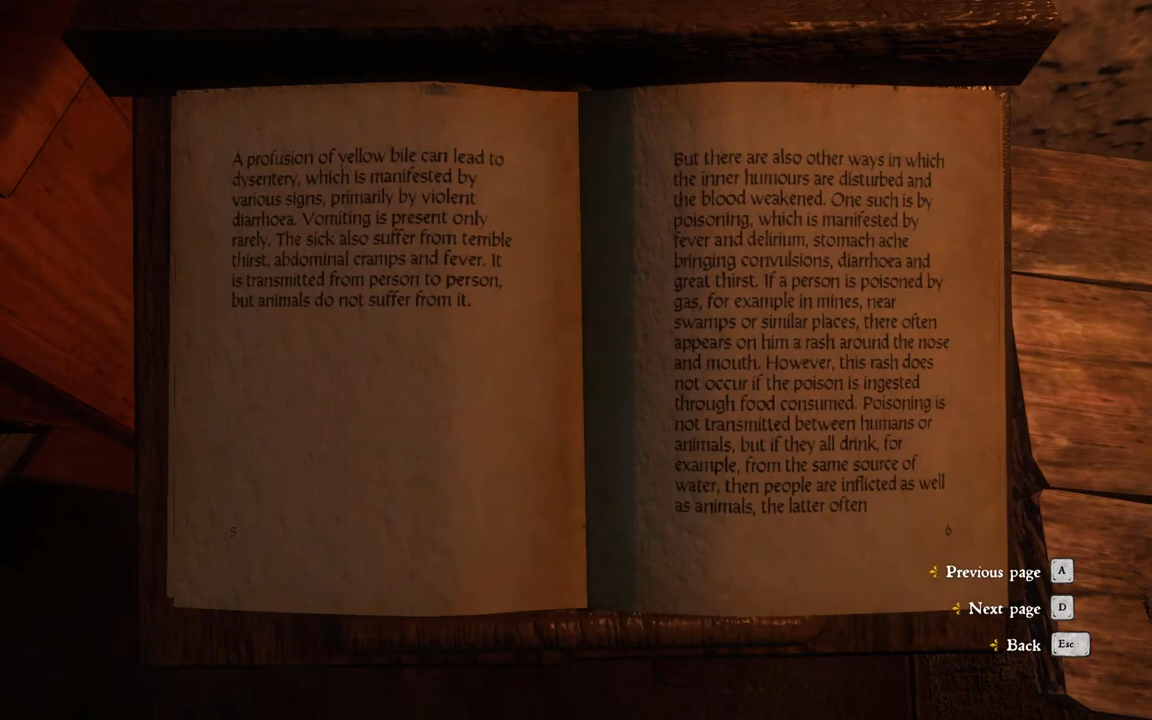 A profusion of yellow bile can lead to
dysentery, which is manifested by
various signs, primarily by violent
diarrhoea. Vomiting is present only
rarely. The sick also suffer from terrible
thirst, abdominal cramps and fever. It
is transmitted from person to person,
but animals do not suffer from it.
5
But there are also other ways in which
the inner humours are disturbed and
the blood weakened. One such is by
poisoning, which is manifested by
fever and delirium, stomach ache
bringing convulsions, diarrhoea and
great thirst. If a person is poisoned by
gas, for example in mines, near
swamps or similar places, there often
appears on him a rash around the nose
and mouth. However, this rash does
not occur if the poison is ingested
through food consumed. Poisoning is
not transmitted between humans or
animals, but if they all drink, for
example, from the same source of
water, then people are inflicted as well
as animals, the latter often
6
Previous page A
Next page D
Back Esc